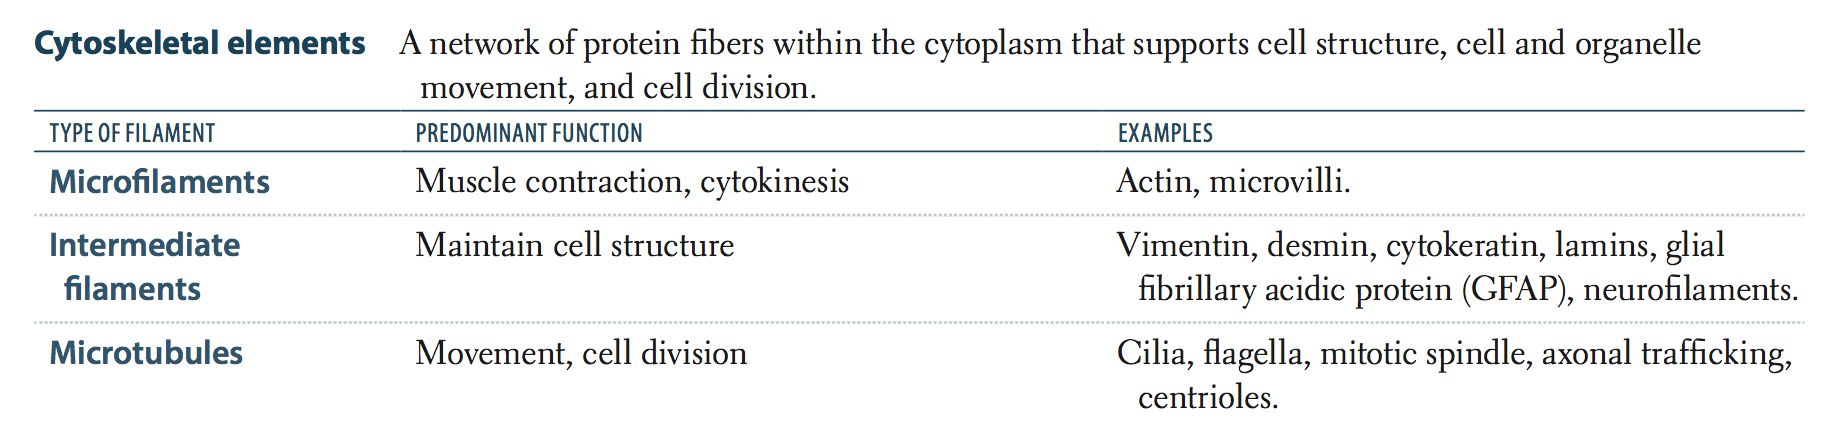 Cytoskeletal elements A network of protein fibers within the cytoplasm that supports cell structure, cell and organelle
movement, and cell division.
TYPE OF FILAMENT PREDOMINANT FUNCTION EXAMPLES
Microfilaments Muscle contraction, cytokinesis Actin, microvilli.
Intermediate Maintain cell structure Vimentin, desmin, cytokeratin, lamins, glial
filaments fibrillary acidic protein (GFAP), neurofilaments.
Microtubules Movement, cell division Cilia, flagella, mitotic spindle, axonal trafficking,
centrioles.